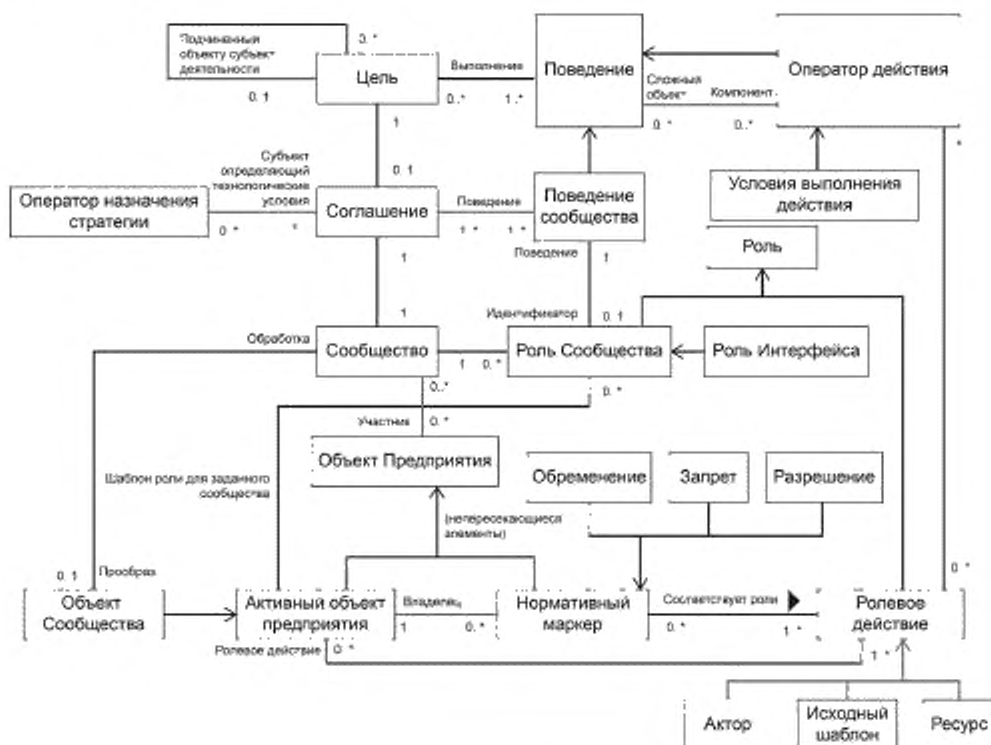 Подчиненный
объекту субъект
деятельности
0..*
0..1
Цель
Выполнение
0..*
1..*
Поведение
Сложный
объект
0..*
Компонент
0..*
Оператор действия
*
1
0..1
Субъект
определяющий
технологические
условия
Оператор назначения
стратегии
0..*
*
Соглашение
Поведение
1..*
1..*
Поведение
сообщества
Условия выполнения
действия
Роль
Поведение
1
1
1
Идентификатор
0..1
Обработка
Сообщество
1
0..*
Роль Сообщества
Роль Интерфейса
0..*
0..*
Участник
0..*
Объект Предприятия
Шаблон роли для заданного
сообщества
Обременение
Запрет
Разрешение
(непересекающиеся
элементы)
0..1
Прообраз
0..*
Объект
Сообщества
Активный объект
предприятия
Владелец
1
0..*
Нормативный
маркер
Соответствует роли
0..*
1..*
Ролевое
действие
Ролевое действие
0..*
1..*
Актор
Исходный
шаблон
Ресурс